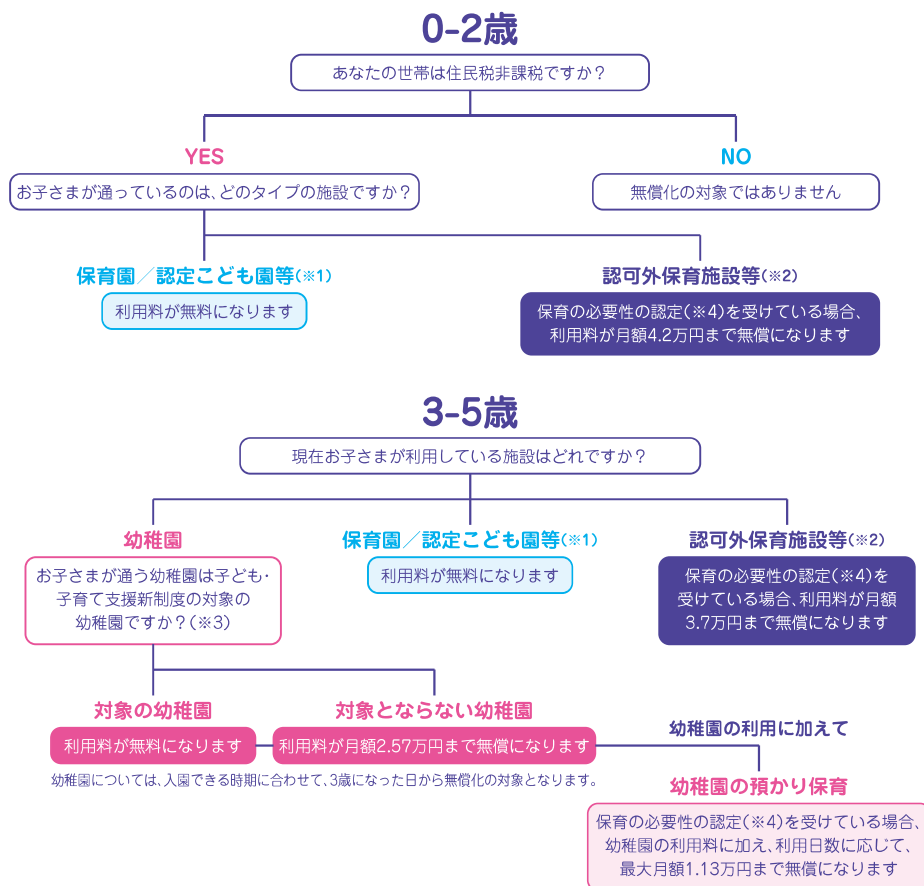 0-2歳
あなたの世帯は住民税非課税ですか？
YES
NO
お子さまが通っているのは、どのタイプの施設ですか？
無償化の対象ではありません
保育園／認定こども園等(※1)
認可外保育施設等(※2)
利用料が無料になります
保育の必要性の認定(※4)を受けている場合、
利用料が月額4.2万円まで無償になります
3-5歳
現在お子さまが利用している施設はどれですか？
幼稚園
保育園／認定こども園等(※1)
認可外保育施設等(※2)
お子さまが通う幼稚園は子ども・
子育て支援新制度の対象の
幼稚園ですか？(※3)
利用料が無料になります
保育の必要性の認定(※4)を
受けている場合、利用料が月額
3.7万円まで無償になります
対象の幼稚園
対象とならない幼稚園
利用料が無料になります
利用料が月額2.57万円まで無償になります
幼稚園の利用に加えて
幼稚園については、入園できる時期に合わせて、3歳になった日から無償化の対象となります。
幼稚園の預かり保育
保育の必要性の認定(※4)を受けている場合、
幼稚園の利用料に加え、利用日数に応じて、
最大月額1.13万円まで無償になります